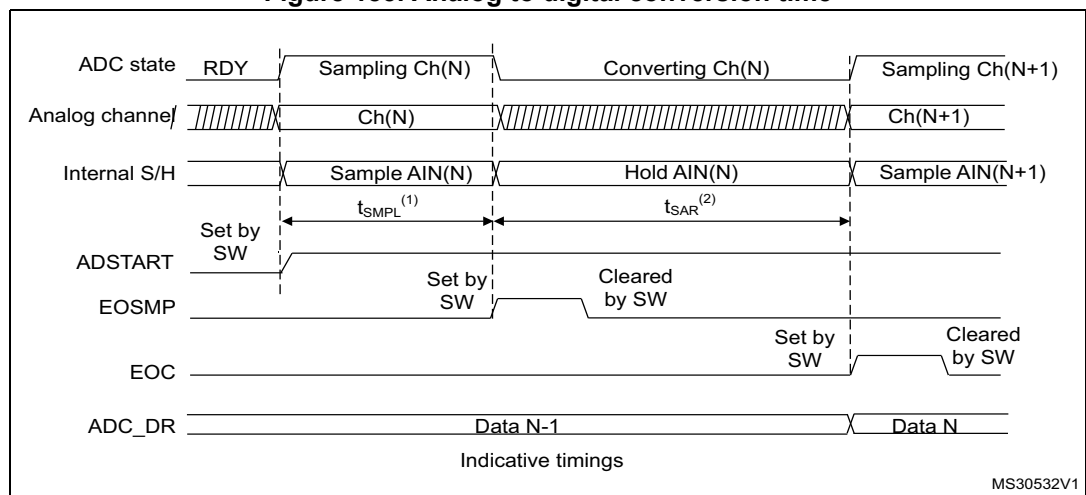 ADC state RDY Sampling Ch(N) Converting Ch(N) Sampling Ch(N+1)
Analog channel Ch(N) Ch(N+1)
Internal S/H Sample AIN(N) Hold AIN(N) Sample AIN(N+1)
tSMPL(1) tSAR(2)
Set by
SW
ADSTART
Set by
SW
Cleared
by SW
EOSMP
Set by
SW
Cleared
by SW
EOC
ADC_DR Data N-1 Data N
Indicative timings
MS30532V1